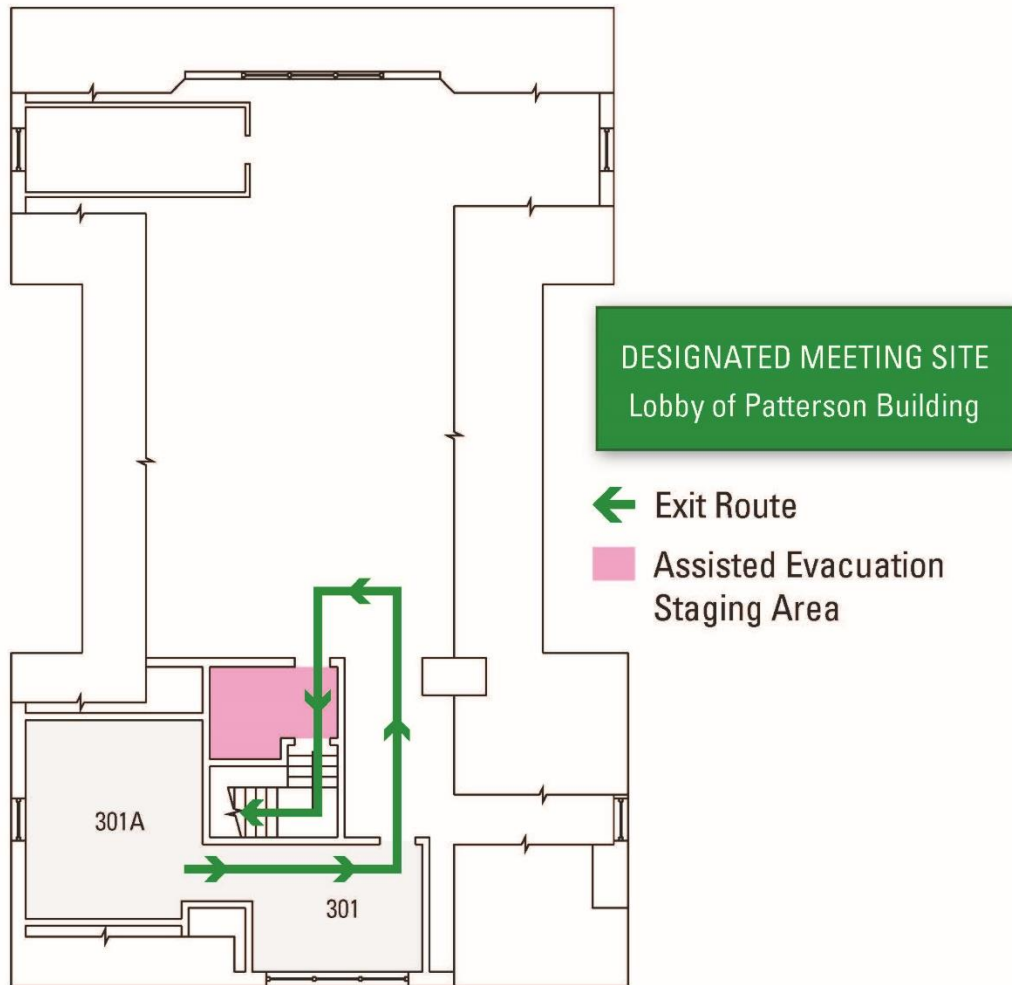 DESIGNATED MEETING SITE
Lobby of Patterson Building
Exit Route
Assisted Evacuation
Staging Area
301A
301